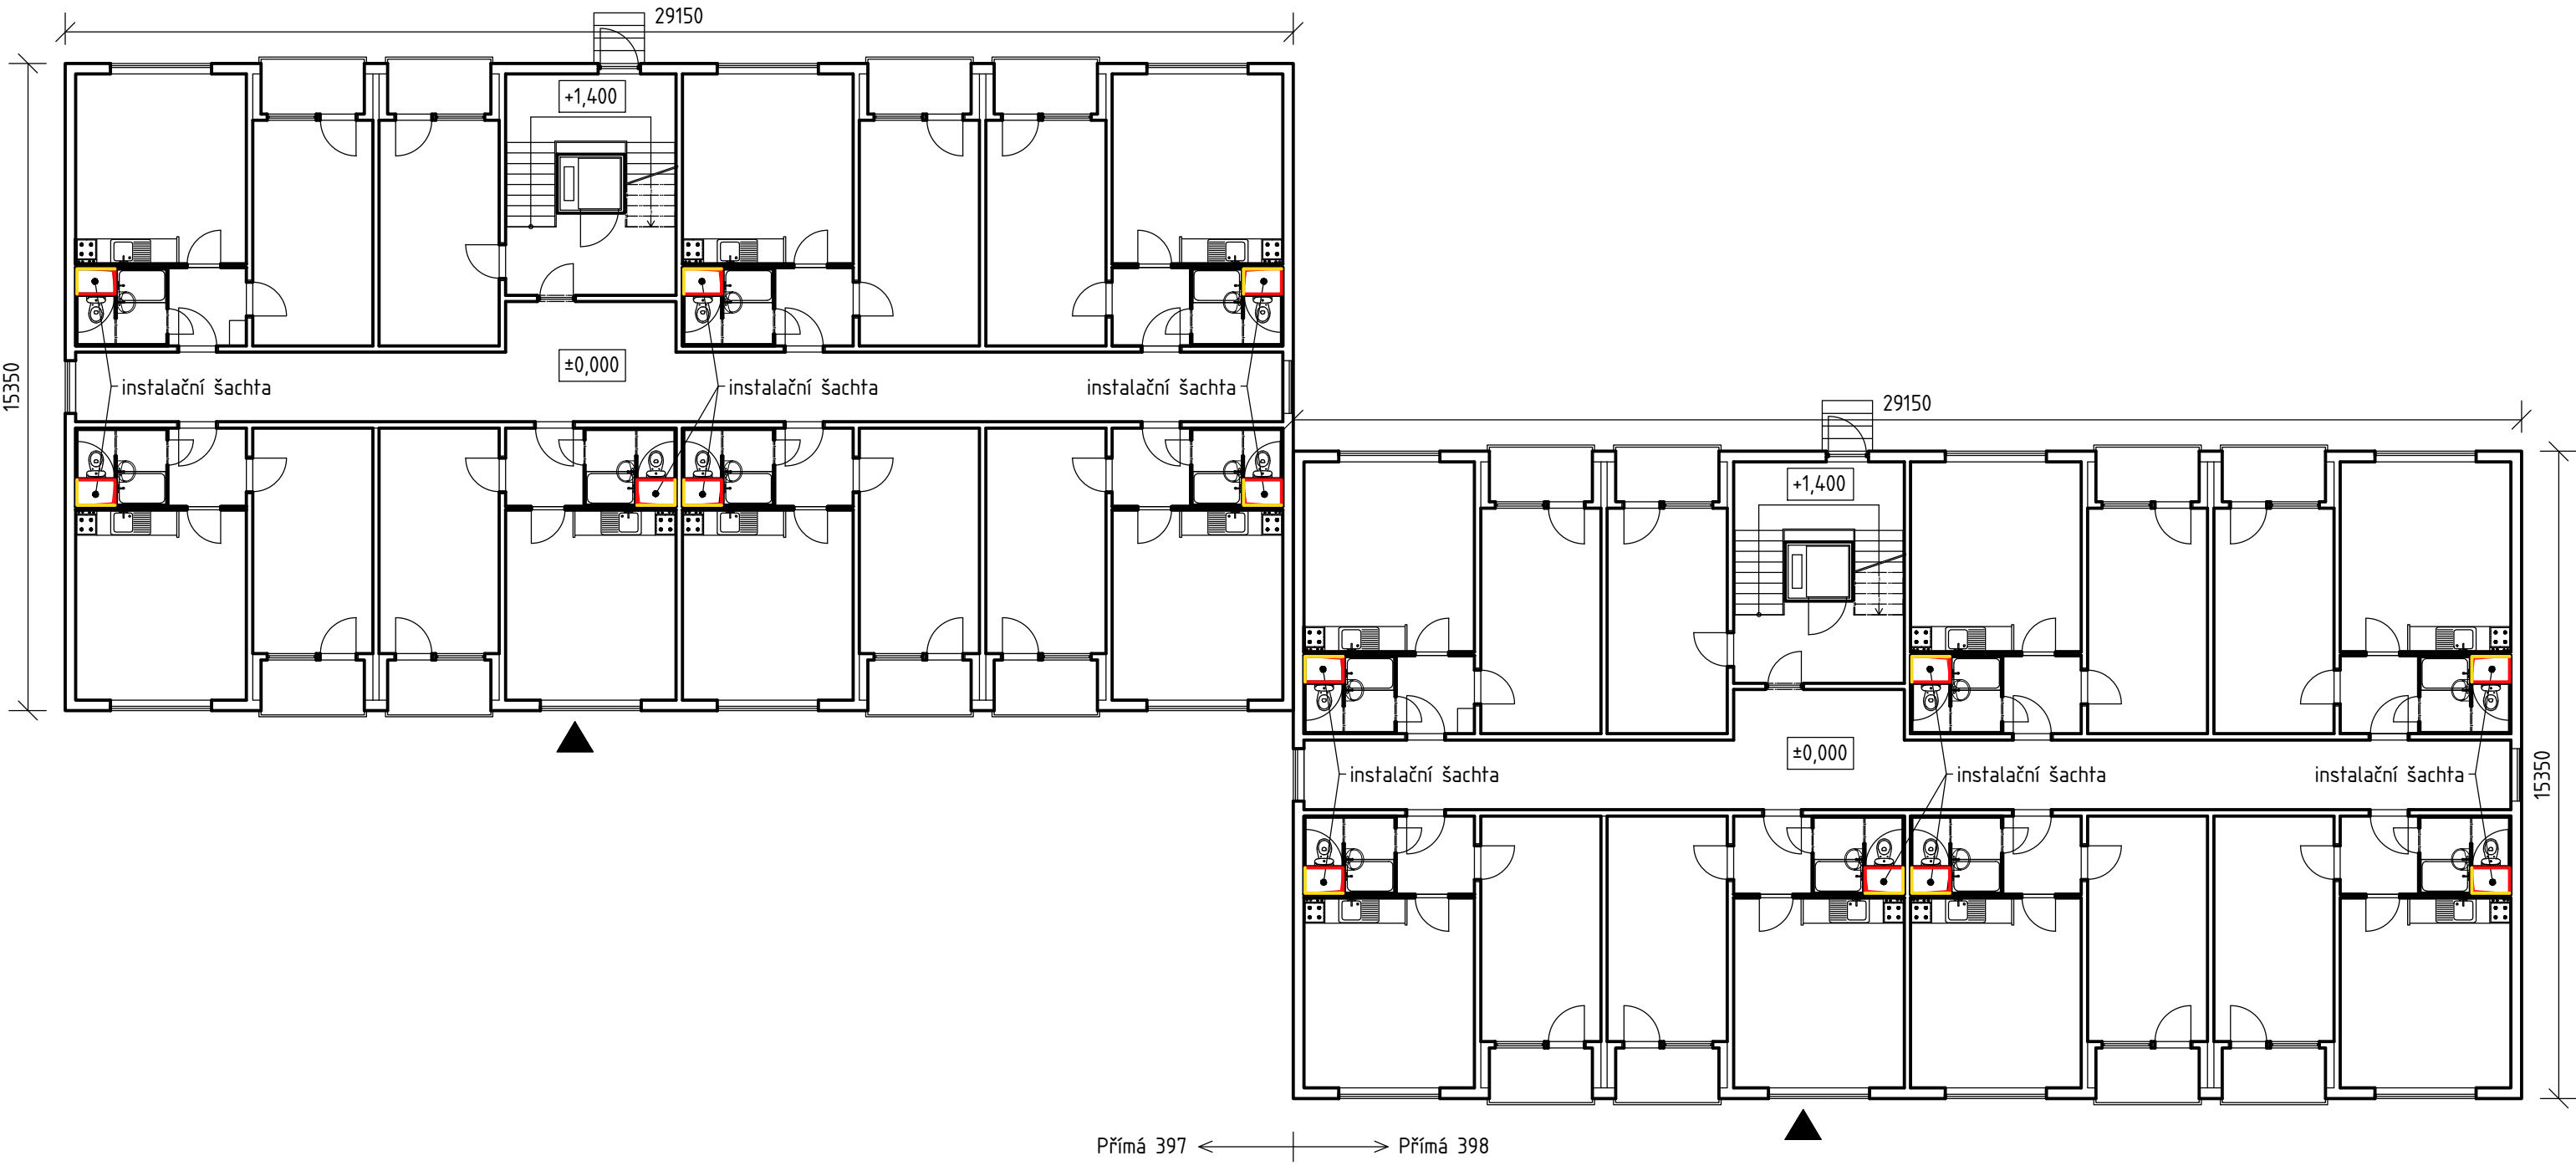 29150
+1,400
15350
±0,000
instalační šachta
instalační šachta
instalační šachta
29150
+1,400
±0,000
15350
instalační šachta
instalační šachta
instalační šachta
Přímá 397
Přímá 398